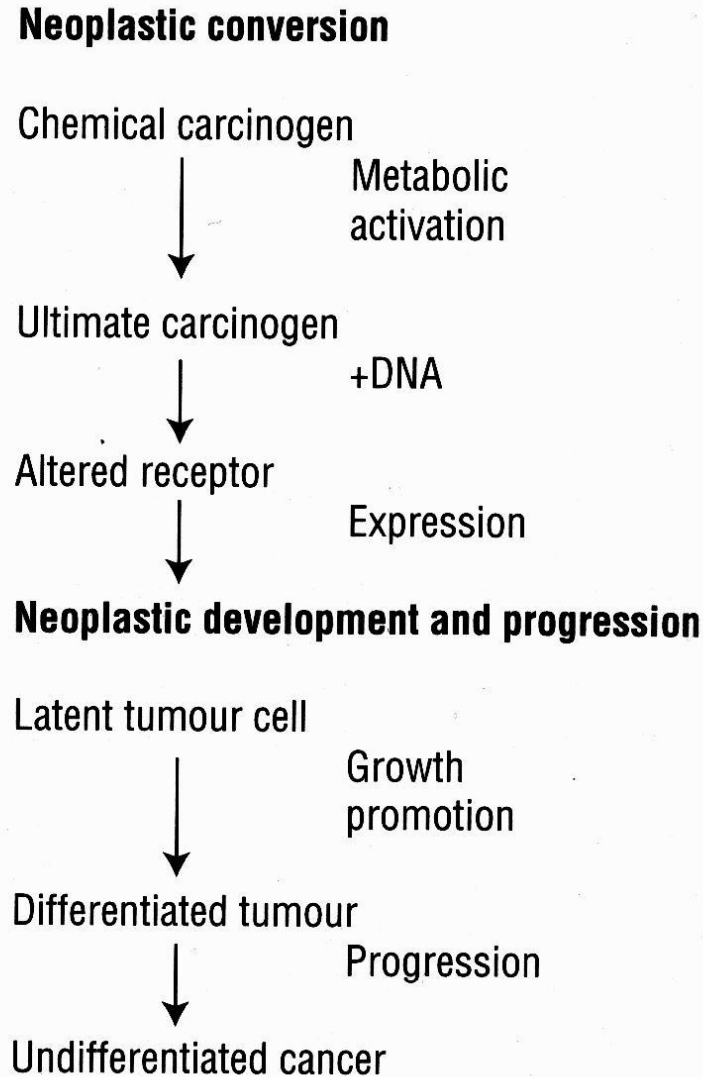 Neoplastic conversion
Chemical carcinogen
Metabolic
activation
Ultimate carcinogen
+DNA
Altered receptor
Expression
Neoplastic development and progression
Latent tumour cell
Growth
promotion
Differentiated tumour
Progression
Undifferentiated cancer